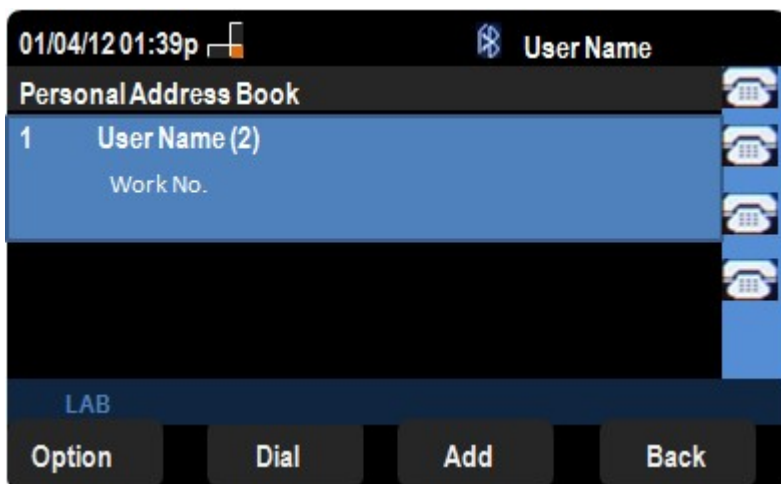 01/04/12 01:39p User Name
Personal Address Book
1 User Name (2)
Work No.
LAB
Option Dial Add Back